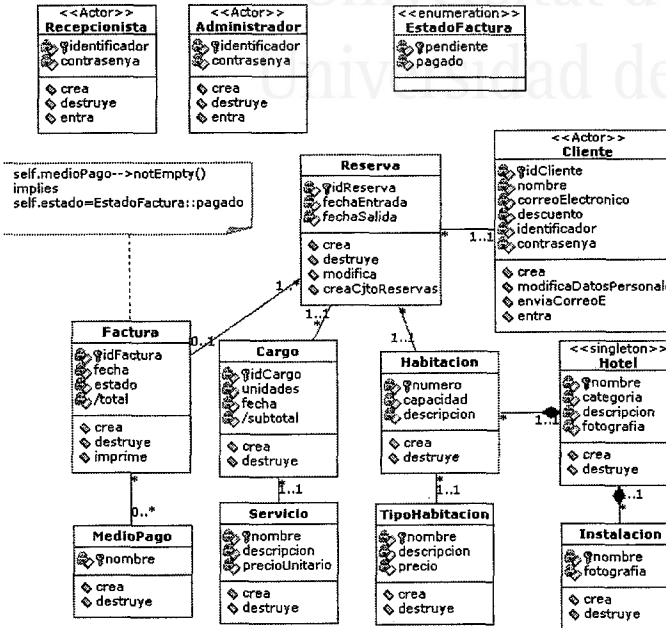 <<Actor>>
Recepcionista
identificador
contrasenya
crea
destruye
entra
<<Actor>>
Administrador
identificador
contrasenya
crea
destruye
entra
<<enumeration>>
EstadoFactura
pendiente
pagado
Universidad de
self.medioPago-->notEmpty()
implies
self.estado=EstadoFactura::pagado
Reserva
idReserva
fechaEntrada
fechaSalida
crea
destruye
modifica
creaCjtoReservas
<<Actor>>
Cliente
idCliente
nombre
correoElectronico
descuento
identificador
contrasenya
crea
modificaDatosPersonale
enviaCorreoE
entra
*
1..1
1..*
0..1
1..1
*
*
1..1
Factura
idFactura
fecha
estado
/total
crea
destruye
imprime
Cargo
idCargo
unidades
fecha
/subtotal
crea
destruye
Habitacion
numero
capacidad
descripcion
crea
destruye
<<singleton>>
Hotel
nombre
categoria
descripcion
fotografia
crea
destruye
*
1..1
*
0..*
*
1..1
*
1..1
1..1
*
MedioPago
nombre
crea
destruye
Servicio
nombre
descripcion
precioUnitario
crea
destruye
TipoHabitacion
nombre
descripcion
precio
crea
destruye
Instalacion
nombre
fotografia
crea
destruye